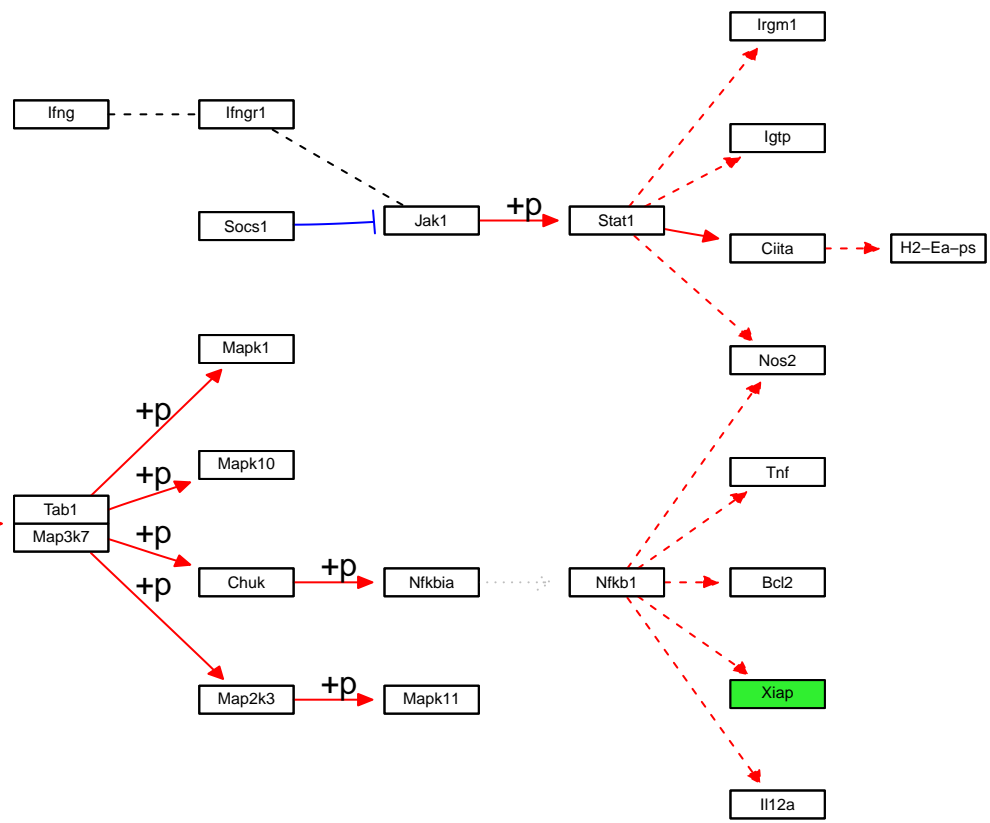 Irgm1
Ifng
Ifngr1
Igtp
+p
Socs1
Jak1
Stat1
Ciita
H2−Ea−ps
Mapk1
Nos2
+p
Mapk10
+p
Tnf
Tab1
Map3k7
+p
+p
+p
Chuk
Nfkbia
Nfkb1
Bcl2
+p
Map2k3
Mapk11
Xiap
Il12a